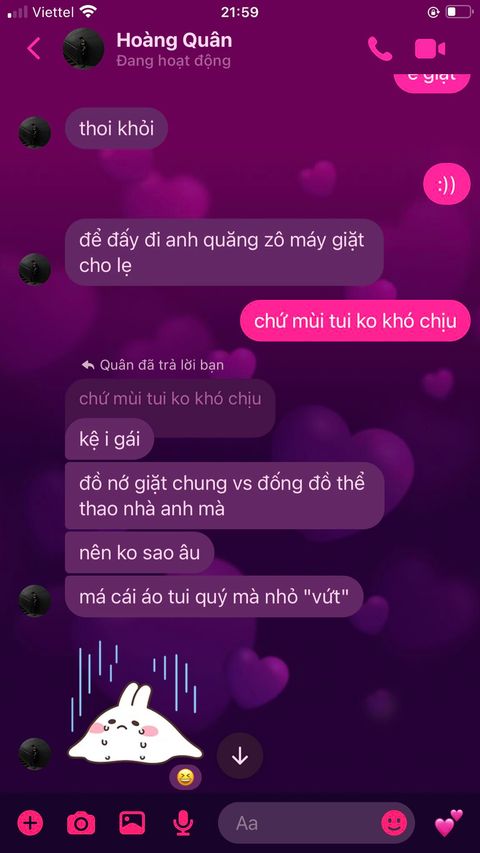 Viettel
21:59
Hoàng Quân
Đang hoạt động
thoi khỏi
:))
để đấy đi anh quăng zô máy giặt
cho lẹ
chứ mùi tui ko khó chịu
Quân đã trả lời bạn
chứ mùi tui ko khó chịu
kệ i gái
đồ nớ giặt chung vs đống đồ thể
thao nhà anh mà
nên ko sao âu
má cái áo tui quý mà nhỏ "vứt"
Aa